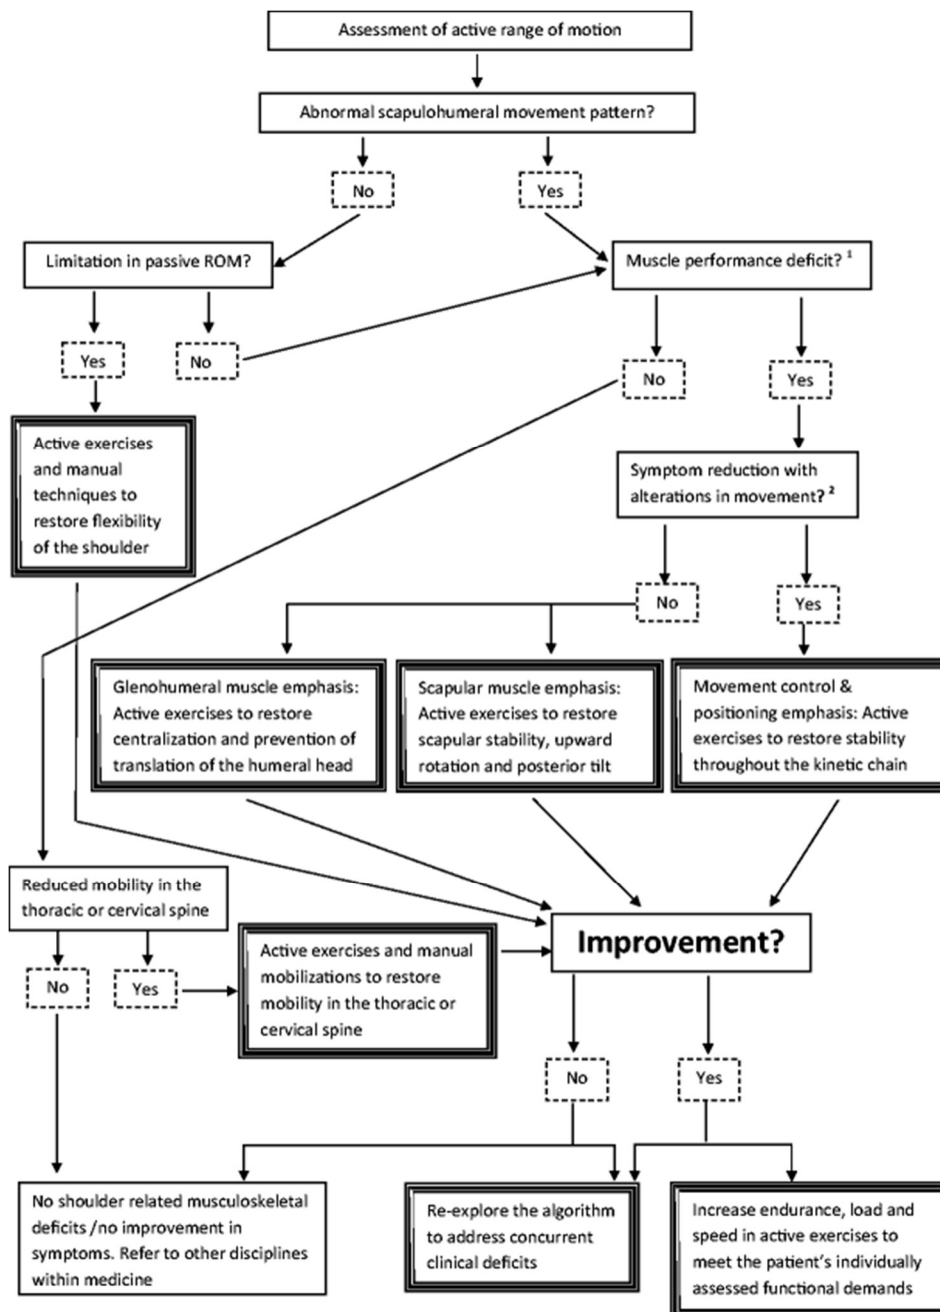 Assessment of active range of motion
Abnormal scapulohumeral movement pattern?
No
Yes
Limitation in passive ROM?
Muscle performance deficit? 1
Yes
No
No
Yes
Active exercises
and manual
techniques to
restore flexibility
of the shoulder
Symptom reduction with
alterations in movement? 2
No
Yes
Glenohumeral muscle emphasis:
Active exercises to restore
centralization and prevention of
translation of the humeral head
Scapular muscle emphasis:
Active exercises to restore
scapular stability, upward
rotation and posterior tilt
Movement control &
positioning emphasis: Active
exercises to restore stability
throughout the kinetic chain
Reduced mobility in the
thoracic or cervical spine
No
Yes
Active exercises and manual
mobilizations to restore
mobility in the thoracic or
cervical spine
Improvement?
No
Yes
No shoulder related musculoskeletal
deficits /no improvement in
symptoms. Refer to other disciplines
within medicine
Re-explore the algorithm
to address concurrent
clinical deficits
Increase endurance, load and
speed in active exercises to
meet the patient's individually
assessed functional demands